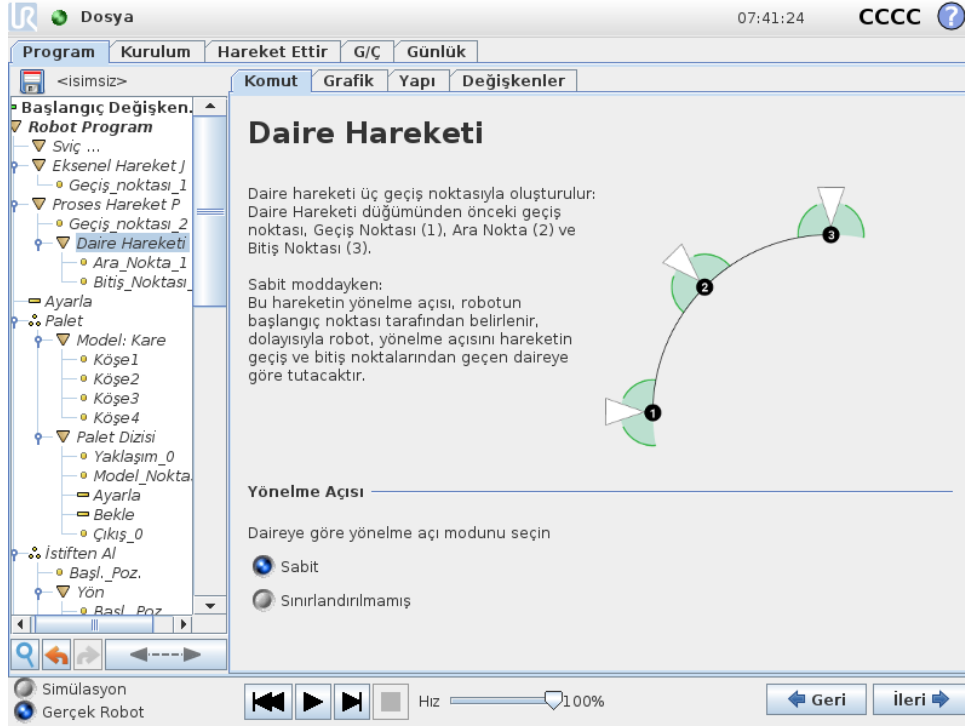 UR Dosya 07:41:24 CCCC ?
Program Kurulum Hareket Ettir G/Ç Günlük
<isimsiz>
Komut Grafik Yapı Değişkenler
Başlangıç Değişken.
Robot Program
Sviç ...
Eksenel Hareket J
Geçiş_noktası_1
Proses Hareket P
Geçiş_noktası_2
Daire Hareketi
Ara_Nokta_1
Bitiş_Noktası_
Ayarla
Palet
Model: Kare
Köşe1
Köşe2
Köşe3
Köşe4
Palet Dizisi
Yaklaşım_0
Model_Nokta
Ayarla
Bekle
Çıkış_0
İstiften Al
Başl._Poz.
Yön
Başl. Poz
Daire Hareketi
Daire hareketi üç geçiş noktasıyla oluşturulur:
Daire Hareketi düğümünden önceki geçiş
noktası, Geçiş Noktası (1), Ara Nokta (2) ve
Bitiş Noktası (3).
Sabit moddayken:
Bu hareketin yönelme açısı, robotun
başlangıç noktası tarafından belirlenir,
dolayısıyla robot, yönelme açısını hareketin
geçiş ve bitiş noktalarından geçen daireye
göre tutacaktır.
3
2
1
Yönelme Açısı
Daireye göre yönelme açı modunu seçin
Sabit
Sınırlandırılmamış
Simülasyon
Gerçek Robot
Hız 100%
Geri İleri